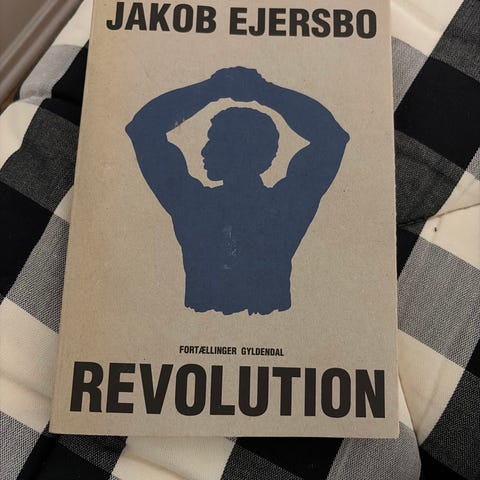 JAKOB EJERSBO
FORTÆLLINGER GYLDENDAL
REVOLUTION